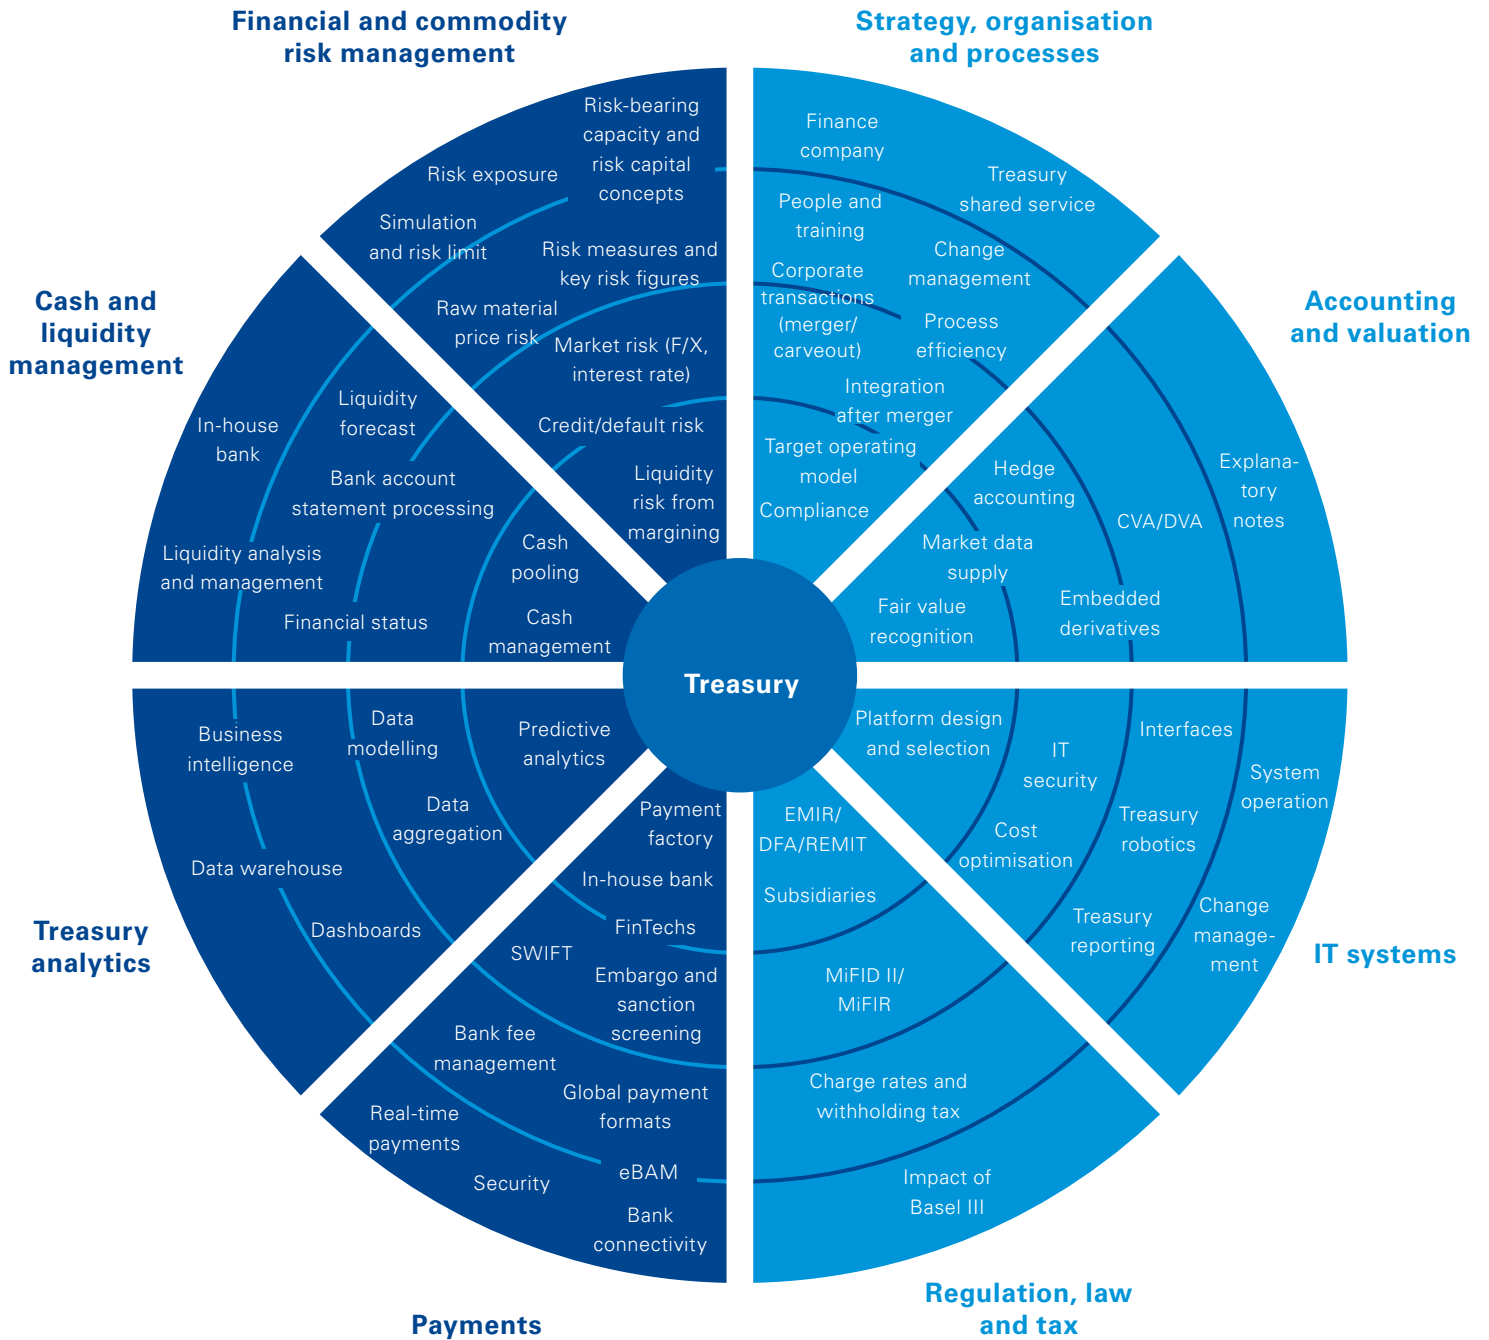 Financial and commodity
risk management
Risk-bearing
capacity and
risk capital
concepts
Risk exposure
Simulation
and risk limit
Risk measures and
key risk figures
Raw material
price risk
Market risk (F/X,
interest rate)
Credit/default risk
Liquidity
risk from
margining
Strategy, organisation
and processes
Finance
company
Treasury
shared service
People and
training
Change
management
Corporate
transactions
(merger/
carveout)
Process
efficiency
Integration
after merger
Target operating
model
Compliance
Cash and
liquidity
management
In-house
bank
Liquidity
forecast
Bank account
statement processing
Liquidity analysis
and management
Financial status
Cash
pooling
Cash
management
Accounting
and valuation
Explana-
tory
notes
Hedge
accounting
CVA/DVA
Market data
supply
Embedded
derivatives
Fair value
recognition
Treasury
Treasury
analytics
Business
intelligence
Data
modelling
Predictive
analytics
Data
aggregation
Data warehouse
Dashboards
IT systems
Platform design
and selection
IT
security
Interfaces
System
operation
Cost
optimisation
Treasury
robotics
Treasury
reporting
Change
manage-
ment
Payments
Payment
factory
In-house bank
FinTechs
SWIFT
Embargo and
sanction
screening
Bank fee
management
Global payment
formats
Real-time
payments
eBAM
Security
Bank
connectivity
Regulation, law
and tax
EMIR/
DFA/REMIT
Subsidiaries
MiFID II/
MiFIR
Charge rates and
withholding tax
Impact of
Basel III